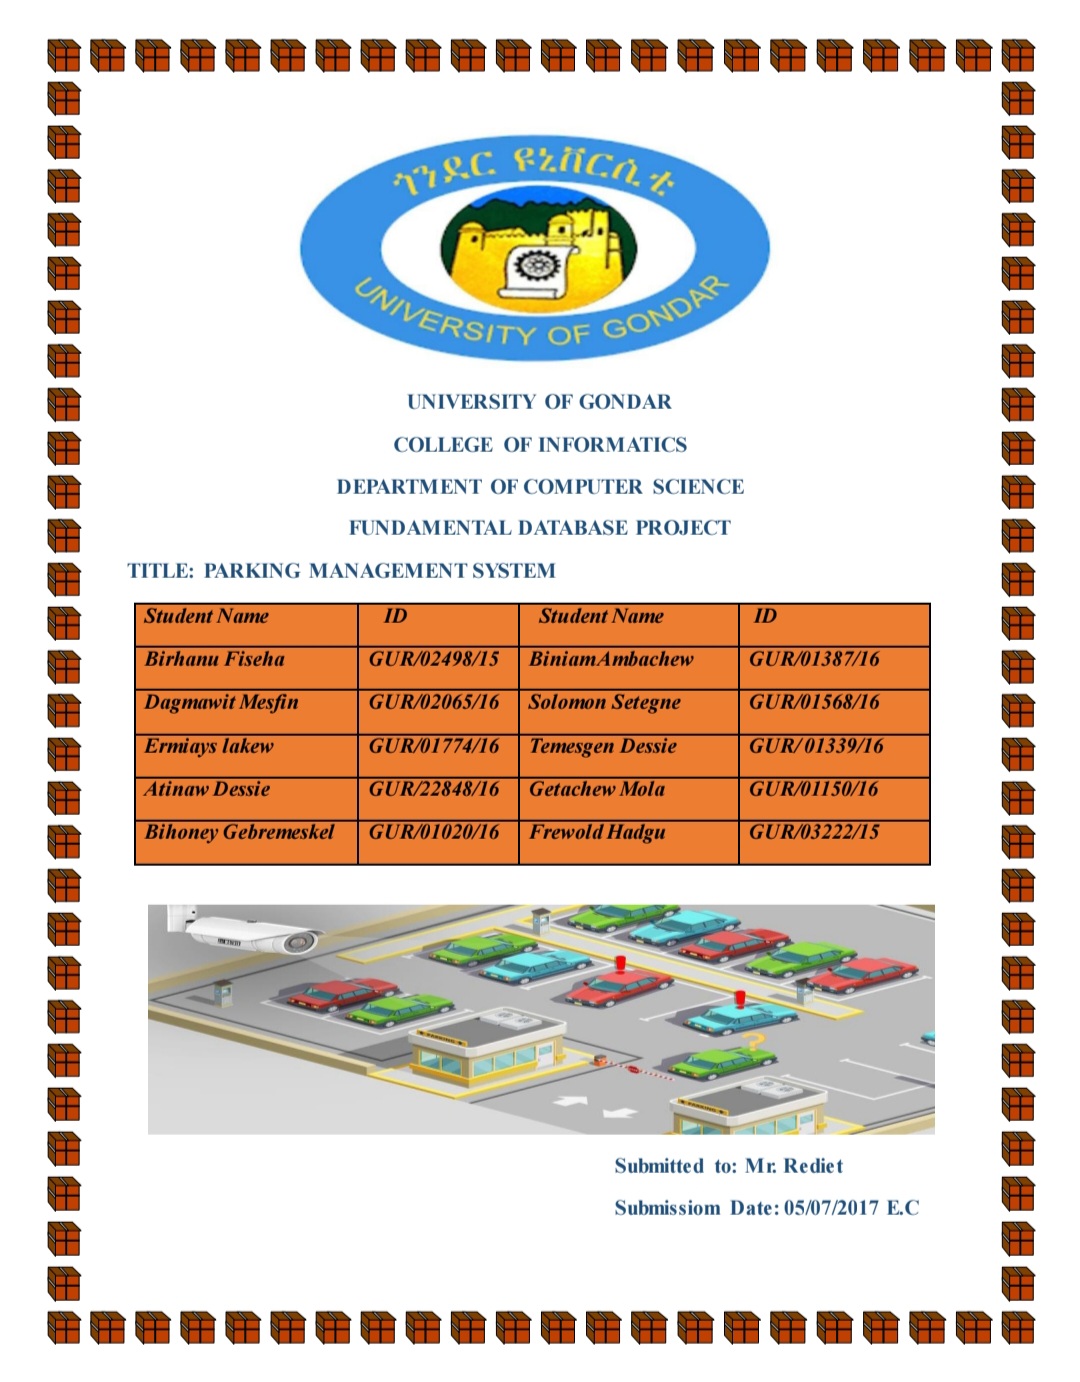 ጎንደር ዩኒቨርሲቲ
UNIVERSITY OF GONDAR
UNIVERSITY OF GONDAR
COLLEGE OF INFORMATICS
DEPARTMENT OF COMPUTER SCIENCE
FUNDAMENTAL DATABASE PROJECT
TITLE: PARKING MANAGEMENT SYSTEM
Student Name ID Student Name ID
Birhanu Fiseha GUR/02498/15 Biniam Ambachew GUR/01387/16
Dagmawit Mesfin GUR/02065/16 Solomon Setegne GUR/01568/16
Ermiays lakew GUR/01774/16 Temesgen Dessie GUR/ 01339/16
Atinaw Dessie GUR/22848/16 Getachew Mola GUR/01150/16
Bihoney Gebremeskel GUR/01020/16 Frewold Hadgu GUR/03222/15
PARKING
PARKING
Submitted to: Mr. Rediet
Submissiom Date: 05/07/2017 E.C